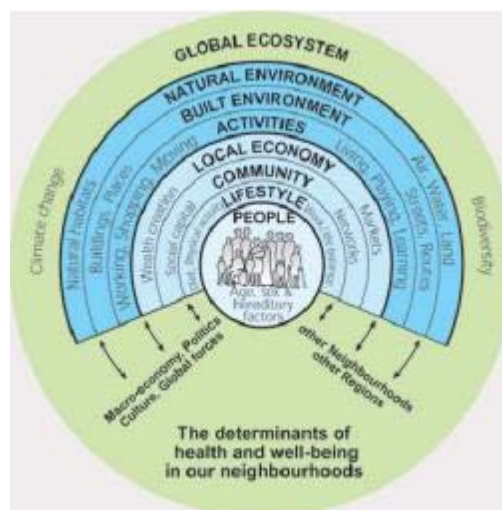 GLOBAL ECOSYSTEM
NATURAL ENVIRONMENT
BUILT ENVIRONMENT
ACTIVITIES
LOCAL ECONOMY
COMMUNITY
LIFESTYLE
PEOPLE
Climate change
Natural Habitats
Buildings, Places
Working, Shopping, Moving
Wealth creation
Social capital
Diet, Physical activity
Age, sex &
hereditary
factors
Networks
Markets
Living, Playing, Learning
Streets, Routes
Air, Water, Land
Biodiversity
Macro-economy, Politics
Culture, Global forces
other Neighbourhoods
other Regions
The determinants of
health and well-being
in our neighbourhoods